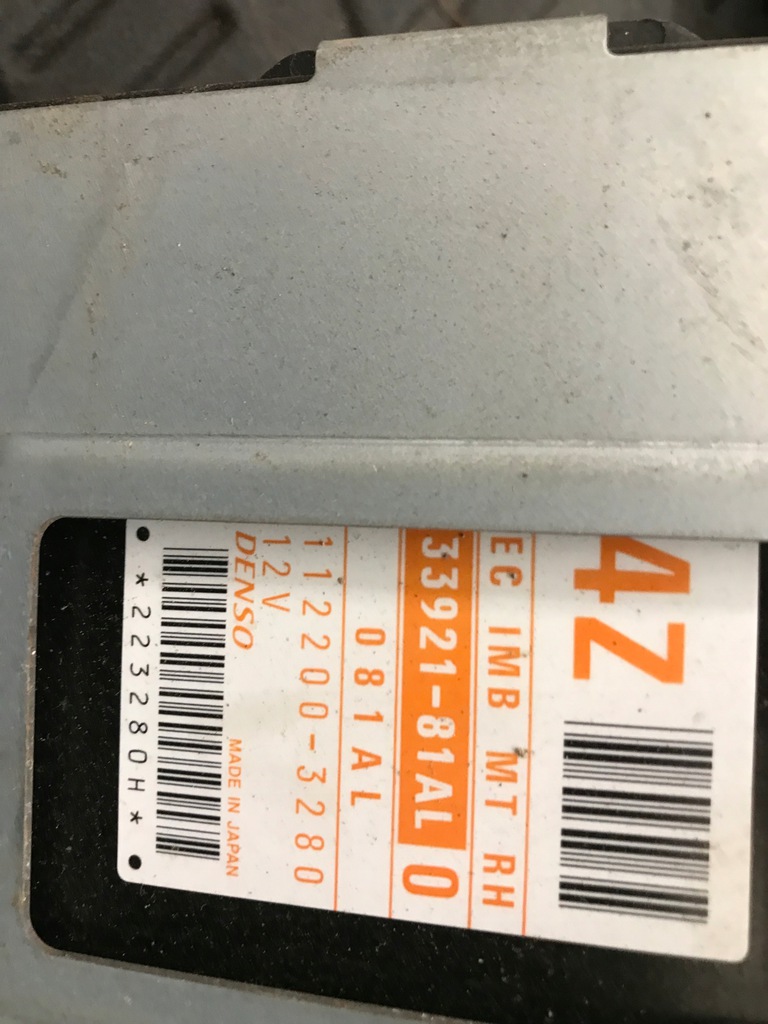 4Z
EC IMB MT RH
33921-81AL 0
081AL
112200-3280
12V
DENSO
MADE IN JAPAN
*223280H*